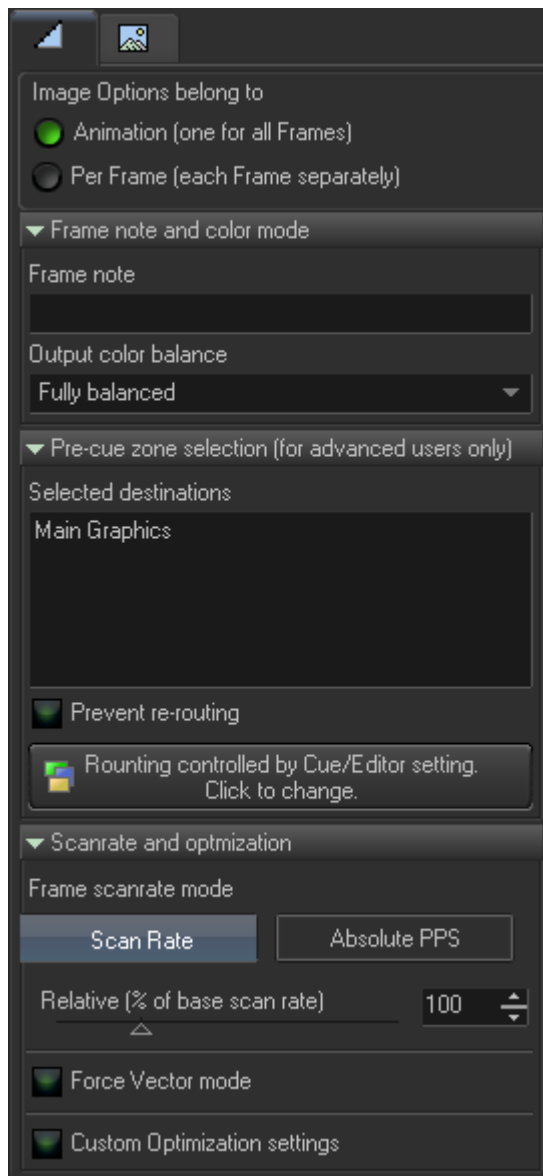 Image Options belong to
Animation (one for all Frames)
Per Frame (each Frame separately)
Frame note and color mode
Frame note
Output color balance
Fully balanced
Pre-cue zone selection (for advanced users only)
Selected destinations
Main Graphics
Prevent re-routing
Rounting controlled by Cue/Editor setting.
Click to change.
Scanrate and optmization
Frame scanrate mode
Scan Rate
Absolute PPS
Relative (% of base scan rate)
100
Force Vector mode
Custom Optimization settings